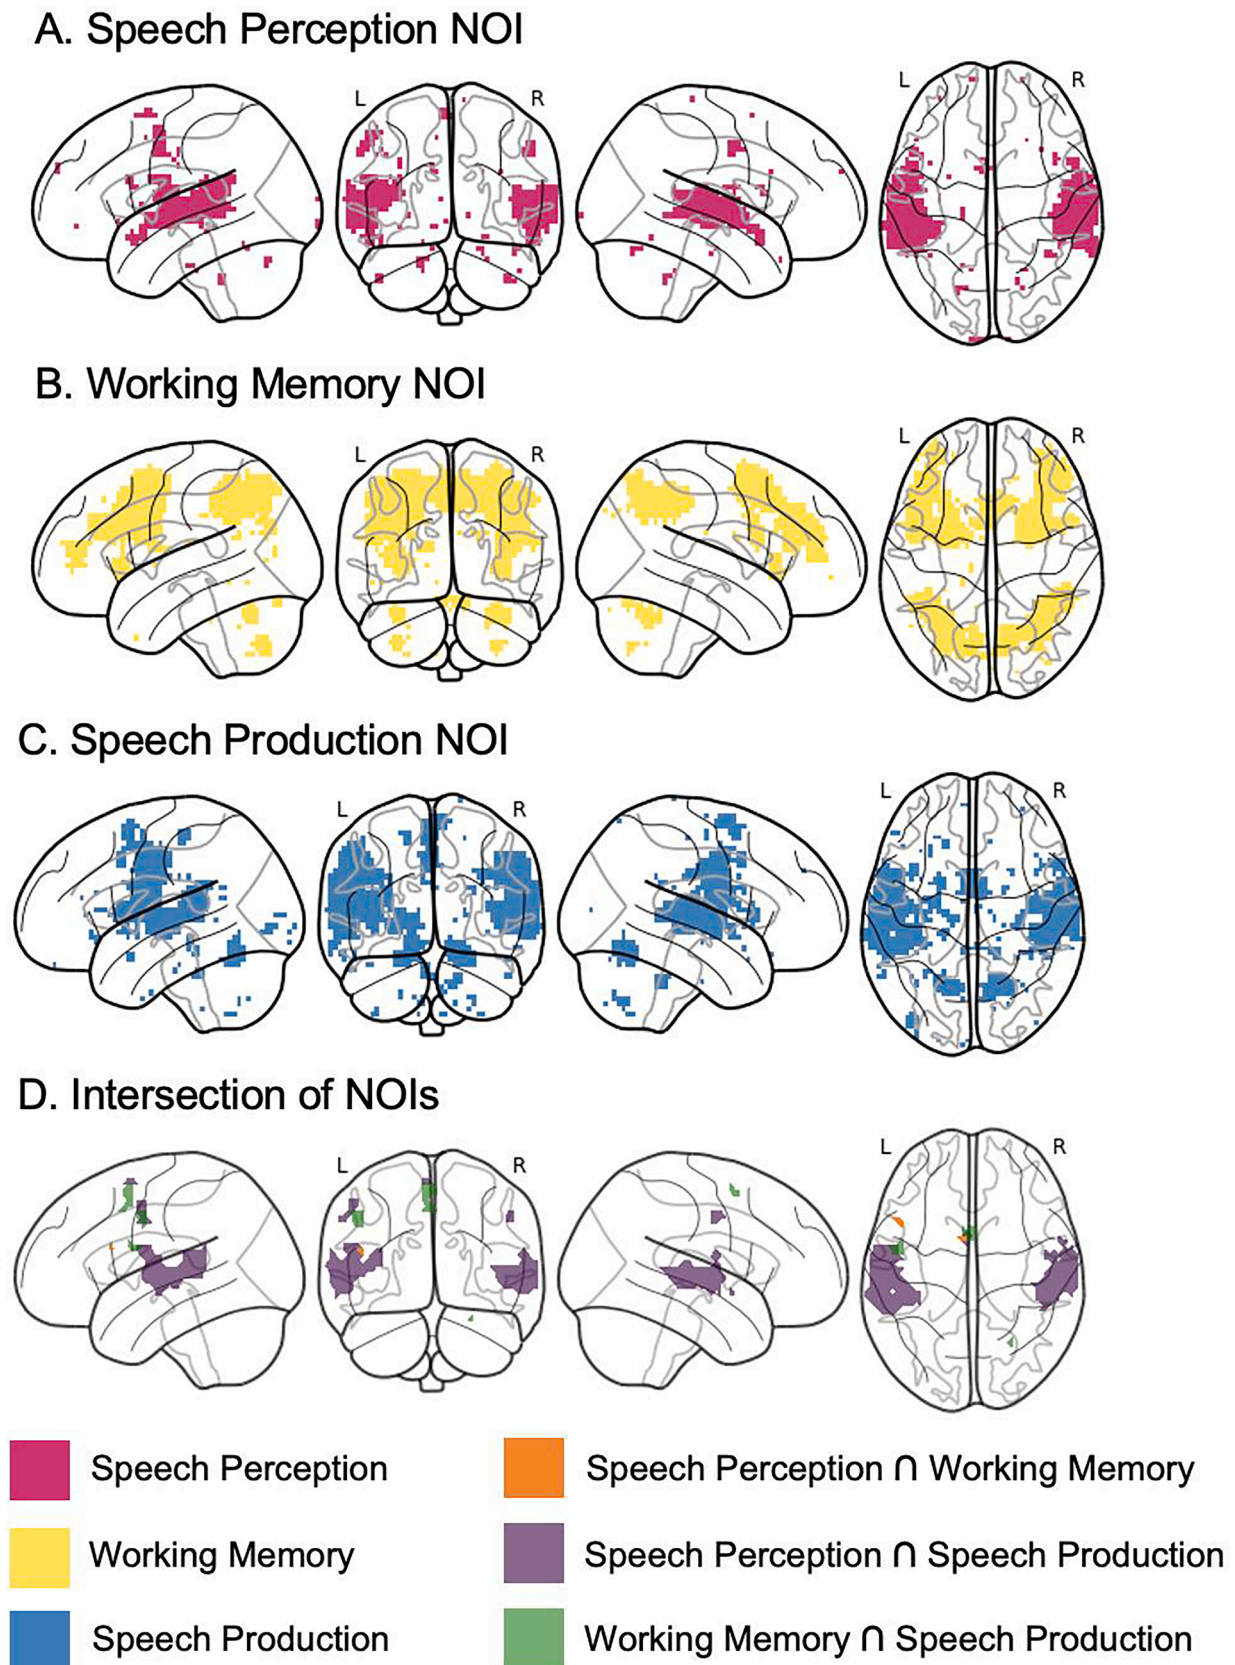 A. Speech Perception NOI
L R L R
B. Working Memory NOI
L R L R
C. Speech Production NOI
L R L R
D. Intersection of NOIs
L R L R
Speech Perception
Speech Perception ∩ Working Memory
Working Memory
Speech Perception ∩ Speech Production
Speech Production
Working Memory ∩ Speech Production